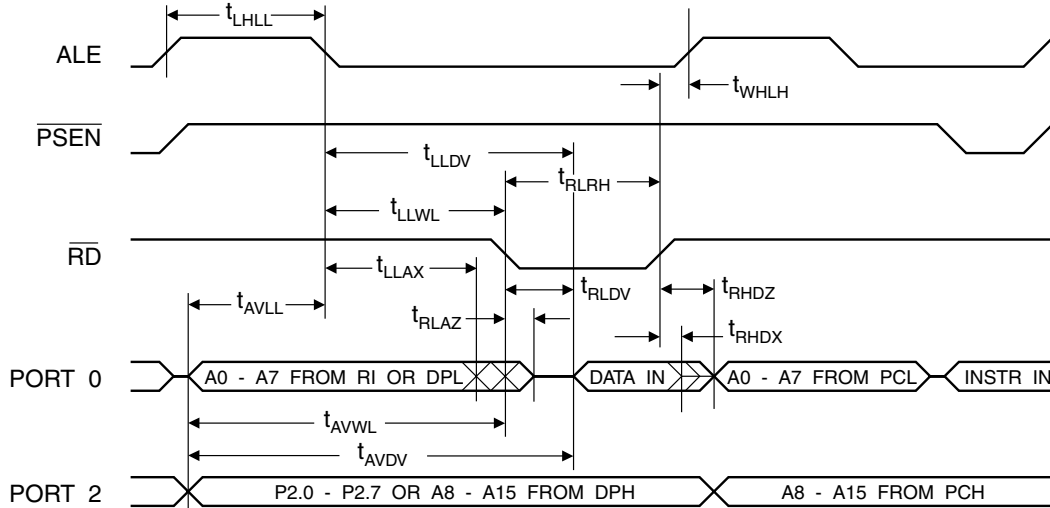 tLHLL
ALE
tWHLH
PSEN
tLLDV
tRLRH
tLLWL
RD
tLLAX
tRLDV
tRHDZ
tAVLL
tRLAZ
tRHDX
PORT 0
A0 - A7 FROM RI OR DPL
DATA IN
A0 - A7 FROM PCL
INSTR IN
tAVWL
tAVDV
PORT 2
P2.0 - P2.7 OR A8 - A15 FROM DPH
A8 - A15 FROM PCH